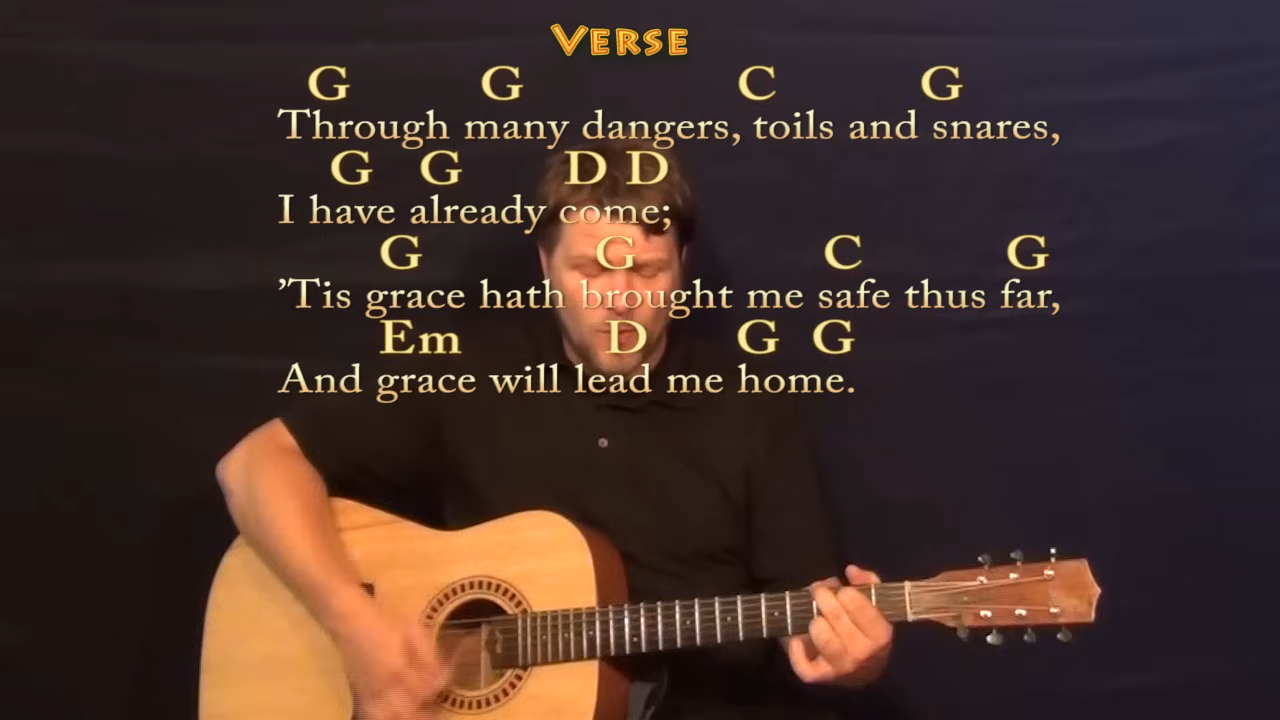 VERSE
G G C G
Through many dangers, toils and snares,
G G D D
I have already come;
G G C G
’Tis grace hath brought me safe thus far,
Em D G G
And grace will lead me home.